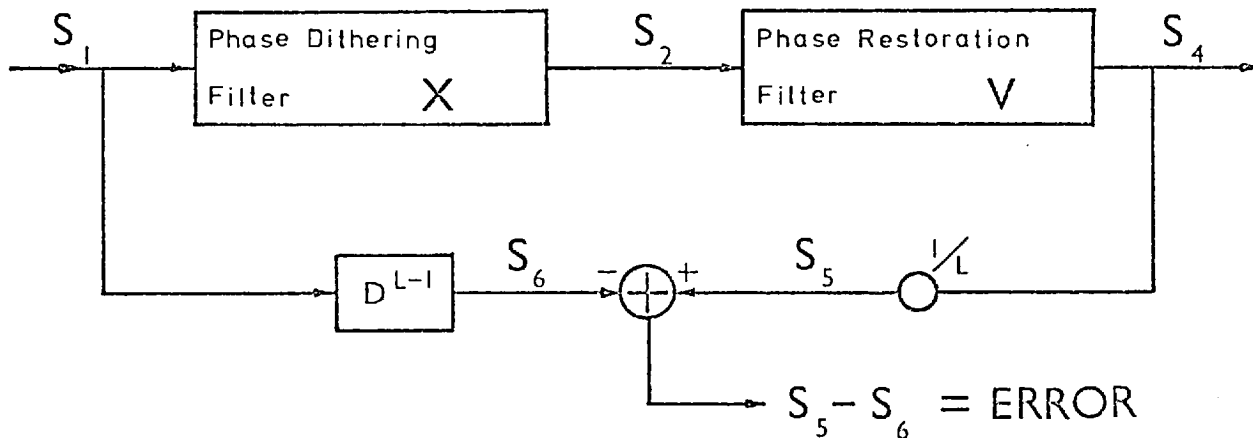 S₁
Phase Dithering
Filter X
S₂
Phase Restoration
Filter V
S₄
D^L-1
S₆
-
+
S₅
1/L
S₅ - S₆ = ERROR